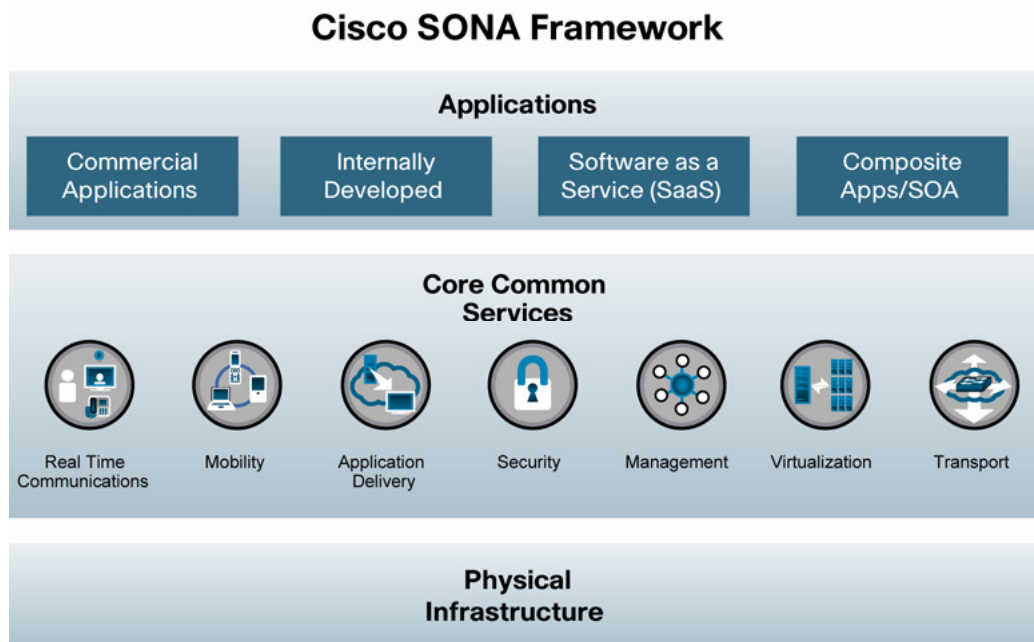 Cisco SONA Framework
Applications
Commercial
Applications
Internally
Developed
Software as a
Service (SaaS)
Composite
Apps/SOA
Core Common
Services
Real Time
Communications
Mobility
Application
Delivery
Security
Management
Virtualization
Transport
Physical
Infrastructure